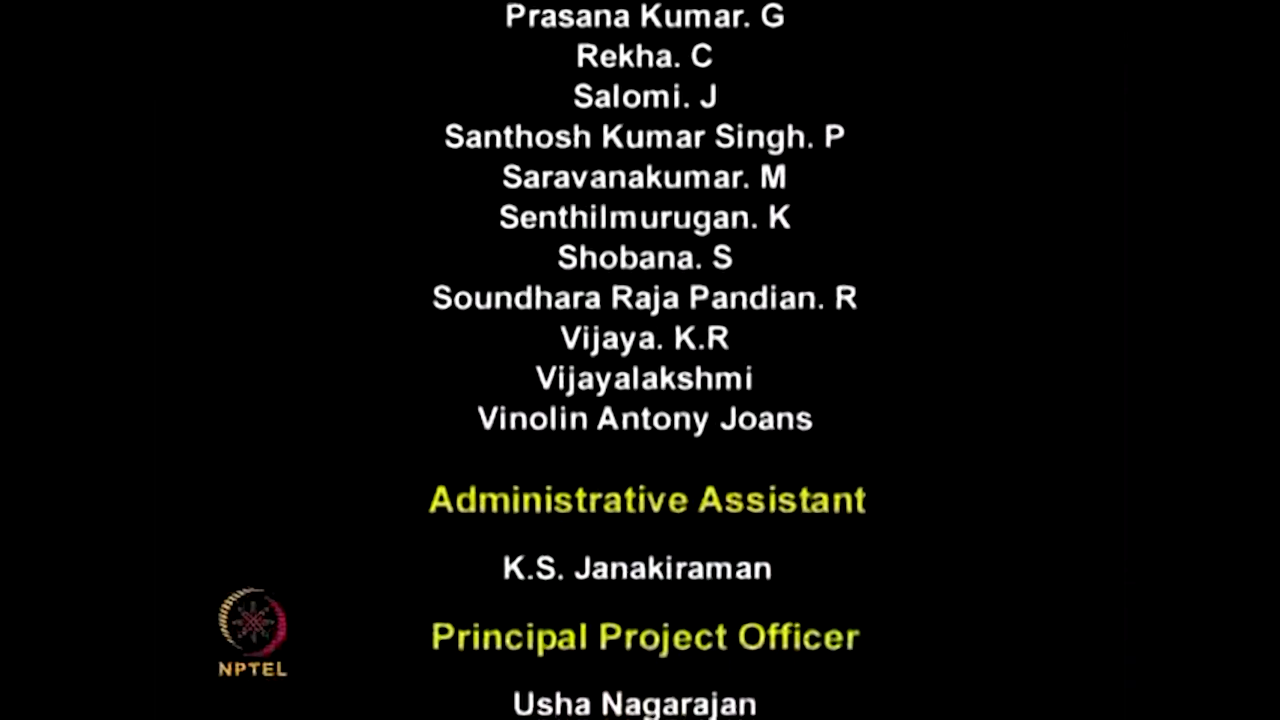 Prasana Kumar. G
Rekha. C
Salomi. J
Santhosh Kumar Singh. P
Saravanakumar. M
Senthilmurugan. K
Shobana. S
Soundhara Raja Pandian. R
Vijaya. K.R
Vijayalakshmi
Vinolin Antony Joans
Administrative Assistant
K.S. Janakiraman
Principal Project Officer
NPTEL
Usha Nagarajan